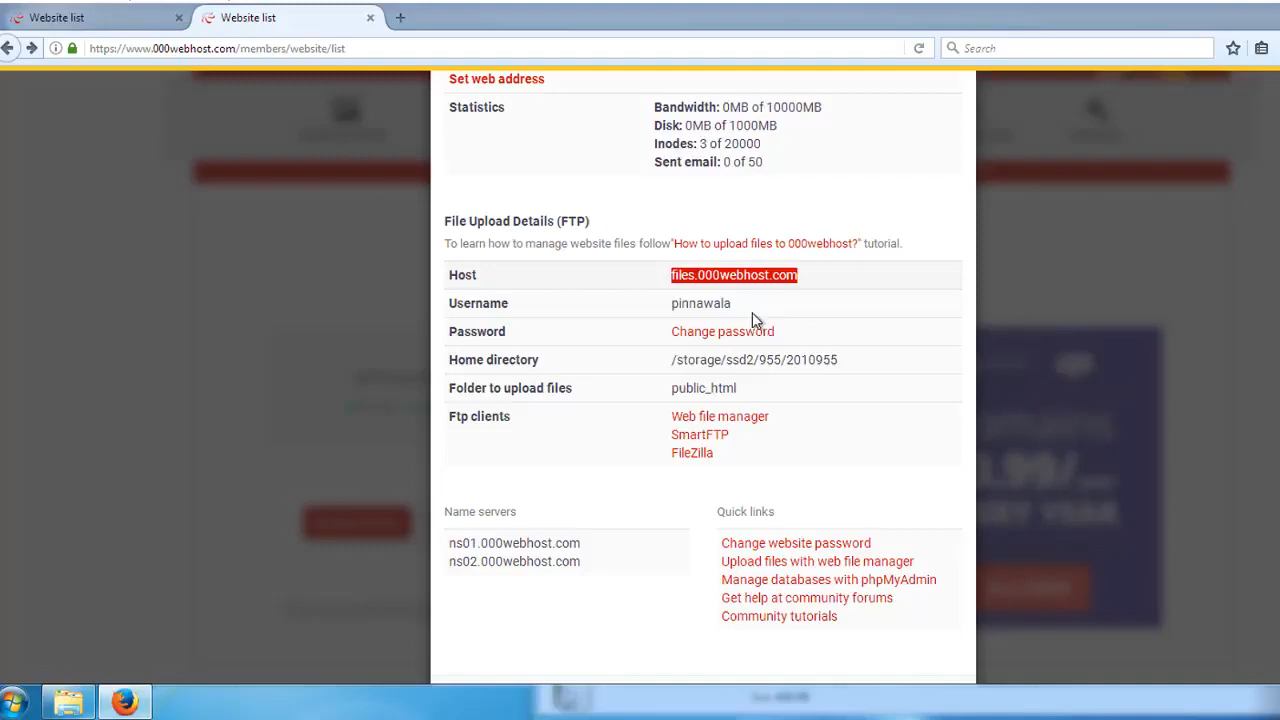 Website list
Website list
https://www.000webhost.com/members/website/list
Search
Set web address
Statistics
Bandwidth: 0MB of 10000MB
Disk: 0MB of 1000MB
Inodes: 3 of 20000
Sent email: 0 of 50
File Upload Details (FTP)
To learn how to manage website files follow"How to upload files to 000webhost?" tutorial.
Host files.000webhost.com
Username pinnawala
Password Change password
Home directory /storage/ssd2/955/2010955
Folder to upload files public_html
Ftp clients Web file manager
SmartFTP
FileZilla
Name servers
ns01.000webhost.com
ns02.000webhost.com
Quick links
Change website password
Upload files with web file manager
Manage databases with phpMyAdmin
Get help at community forums
Community tutorials